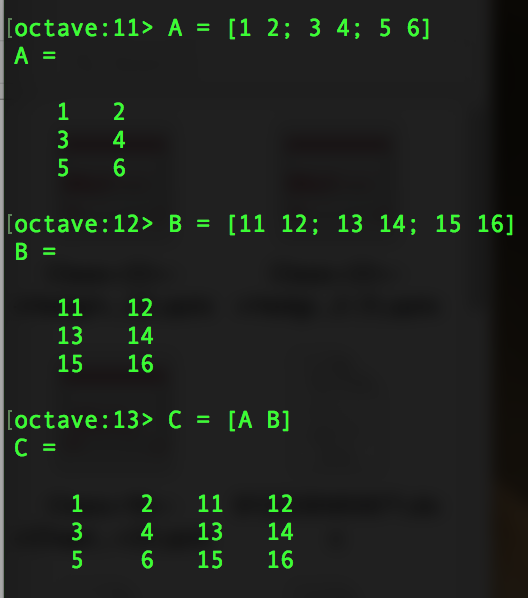 [octave:11> A = [1 2; 3 4; 5 6]
A =
1 2
3 4
5 6
[octave:12> B = [11 12; 13 14; 15 16]
B =
11 12
13 14
15 16
[octave:13> C = [A B]
C =
1 2 11 12
3 4 13 14
5 6 15 16